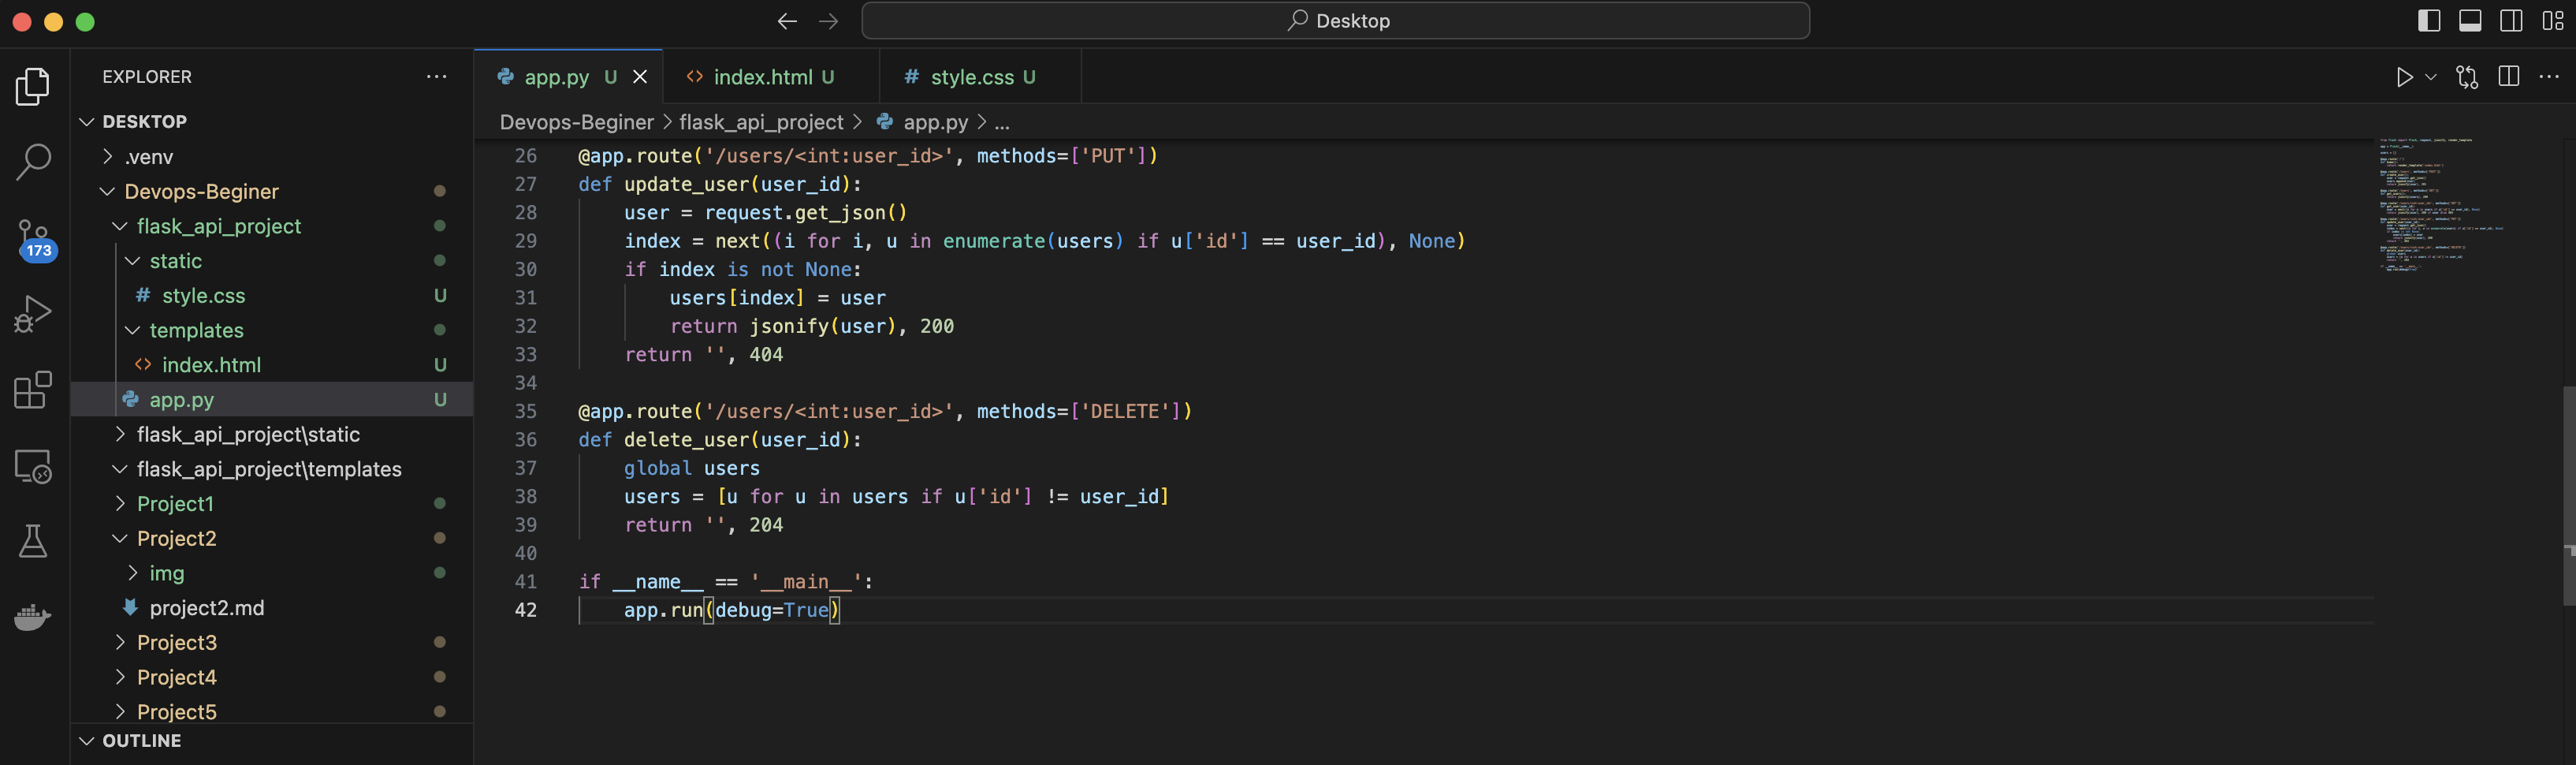 Desktop
EXPLORER
DESKTOP
.venv
Devops-Beginer
flask_api_project
static
# style.css U
templates
<> index.html U
app.py U
flask_api_project\static
flask_api_project\templates
Project1
Project2
img
project2.md
Project3
Project4
Project5
OUTLINE
173
app.py U
<> index.html U
# style.css U
Devops-Beginer > flask_api_project > app.py > ...
26 @app.route('/users/<int:user_id>', methods=['PUT'])
27 def update_user(user_id):
28     user = request.get_json()
29     index = next((i for i, u in enumerate(users) if u['id'] == user_id), None)
30     if index is not None:
31         users[index] = user
32         return jsonify(user), 200
33     return '', 404
34
35 @app.route('/users/<int:user_id>', methods=['DELETE'])
36 def delete_user(user_id):
37     global users
38     users = [u for u in users if u['id'] != user_id]
39     return '', 204
40
41 if __name__ == '__main__':
42     app.run(debug=True)